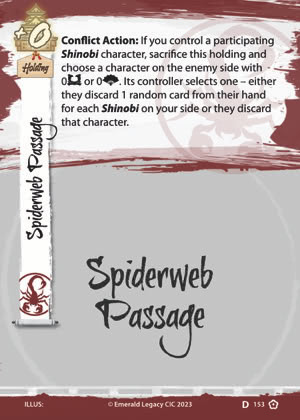 +0
Holding
Conflict Action: If you control a participating
Shinobi character, sacrifice this holding and
choose a character on the enemy side with
0 or 0. Its controller selects one – either
they discard 1 random card from their hand
for each Shinobi on your side or they discard
that character.
Spiderweb Passage
Spiderweb
Passage
ILLUS:
© Emerald Legacy CIC 2023
D 153